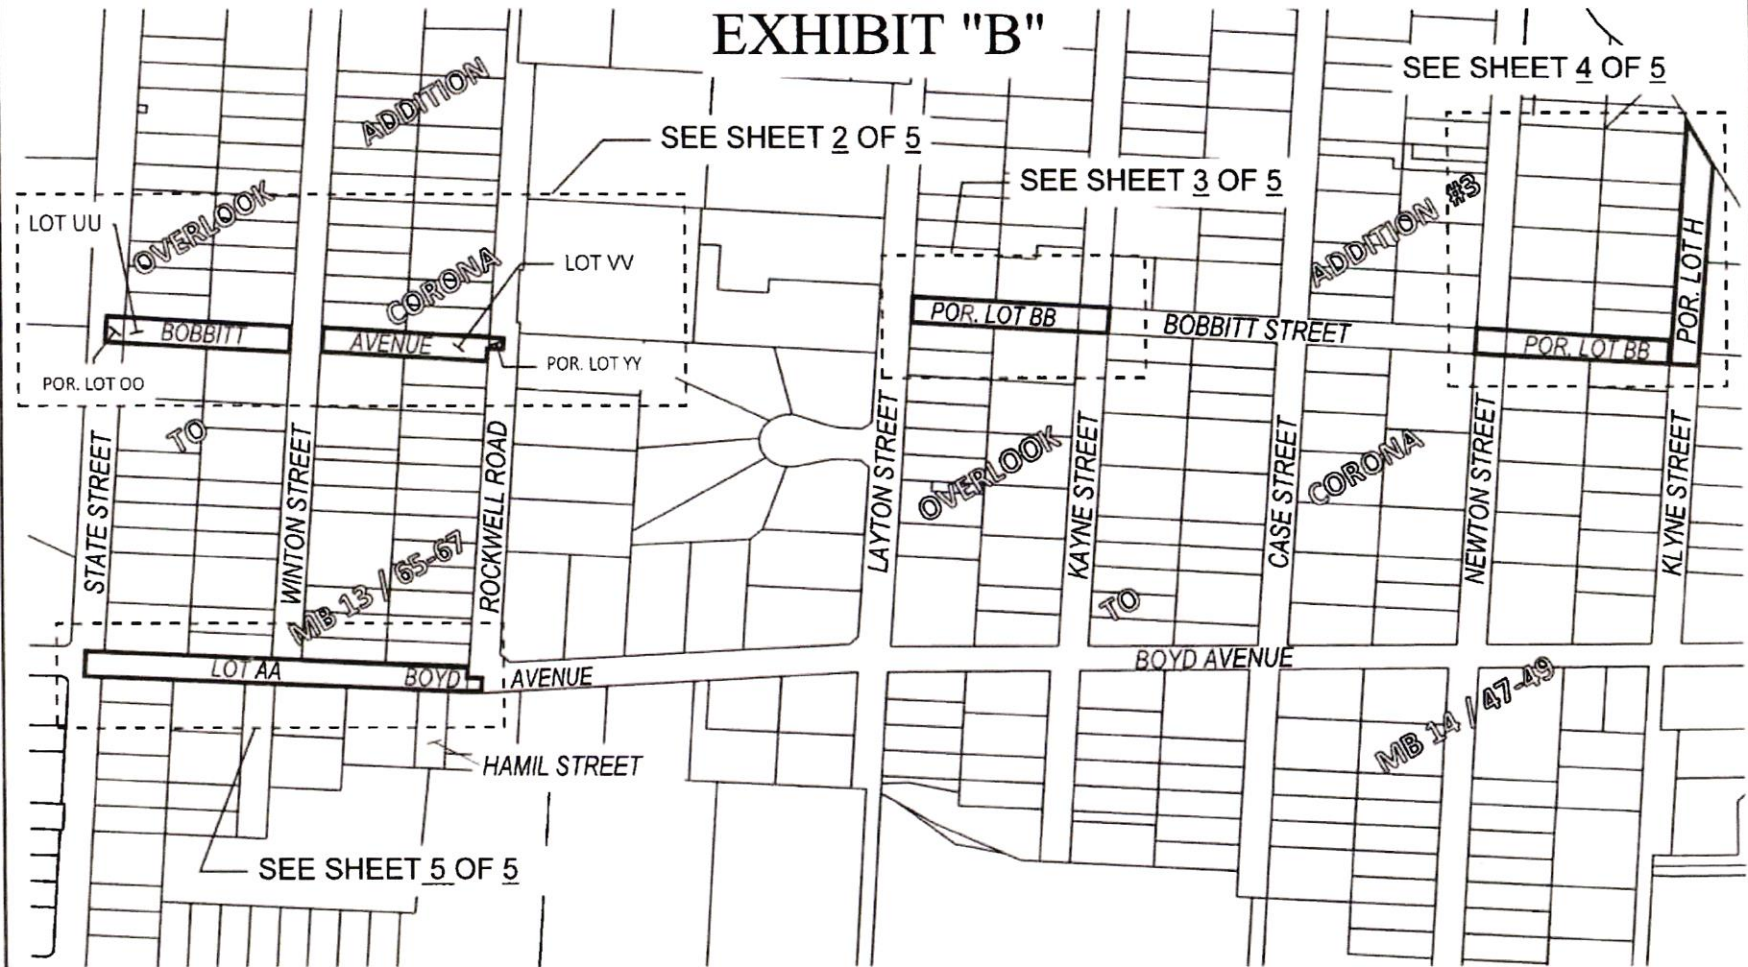 EXHIBIT "B"
SEE SHEET 4 OF 5
ADDITION
SEE SHEET 2 OF 5
SEE SHEET 3 OF 5
LOT UU
OVERLOOK
CORONA
LOT VV
ADDITION #3
POR. LOT H
BOBBITT
AVENUE
POR. LOT BB
BOBBITT STREET
POR. LOT BB
POR. LOT YY
POR. LOT OO
TO
STATE STREET
WINTON STREET
ROCKWELL ROAD
LAYTON STREET
OVERLOOK
KAYNE STREET
CASE STREET
CORONA
NEWTON STREET
KLYNE STREET
MB 13 / 65-67
TO
LOT AA
BOYD
AVENUE
BOYD AVENUE
MB 14 / 47-49
HAMIL STREET
SEE SHEET 5 OF 5